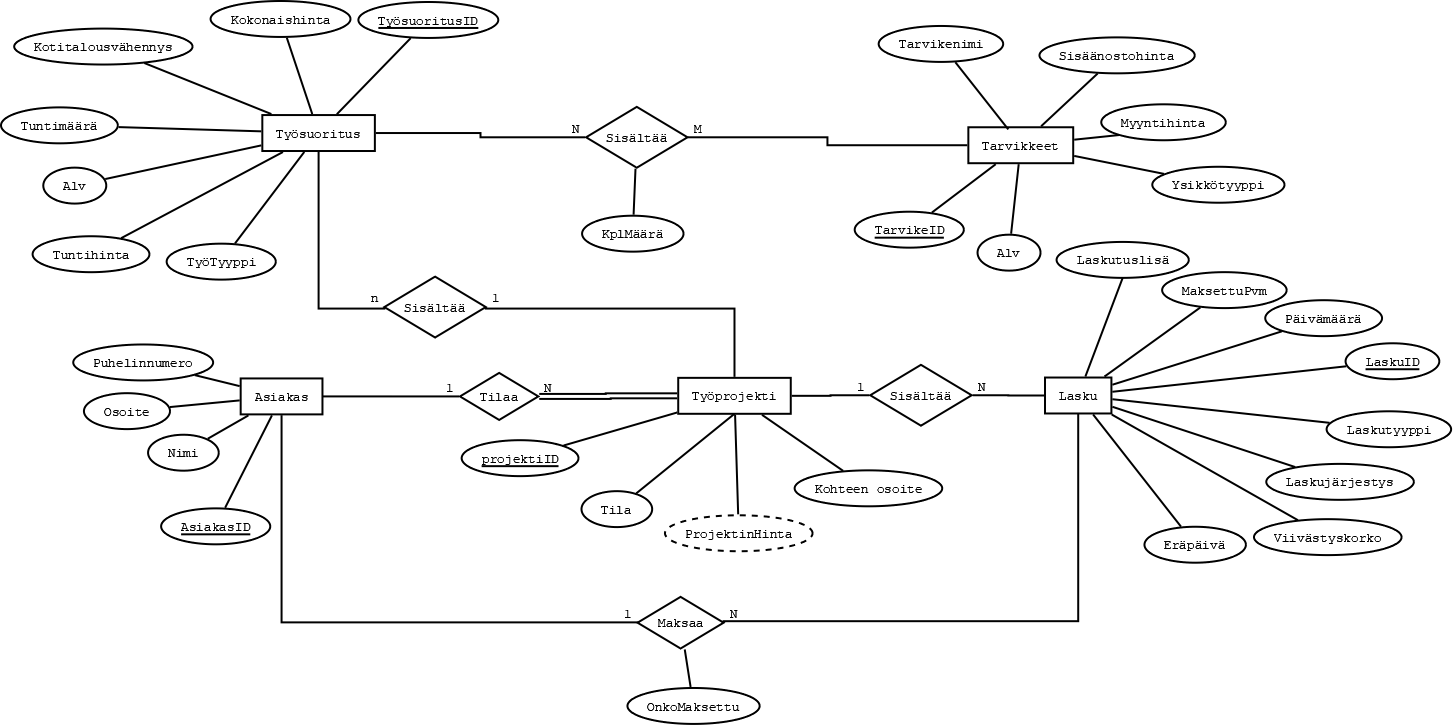 Kokonaishinta
TyösuoritusID
Kotitalousvähennys
Tarvikenimi
Sisäänostohinta
Tuntimäärä
Työsuoritus
N
Sisältää
M
Myyntihinta
Tarvikkeet
Alv
Ysikkötyyppi
KplMäärä
TarvikeID
Tuntihinta
TyöTyyppi
Alv
Laskutuslisä
MaksettuPvm
n
Sisältää
1
Päivämäärä
Puhelinnumero
LaskuID
Asiakas
1
Tilaa
N
Työprojekti
1
Sisältää
N
Lasku
Osoite
Laskutyyppi
Nimi
projektiID
Laskujärjestys
Kohteen osoite
Tila
AsiakasID
ProjektinHinta
Viivästyskorko
Eräpäivä
1
Maksaa
N
OnkoMaksettu